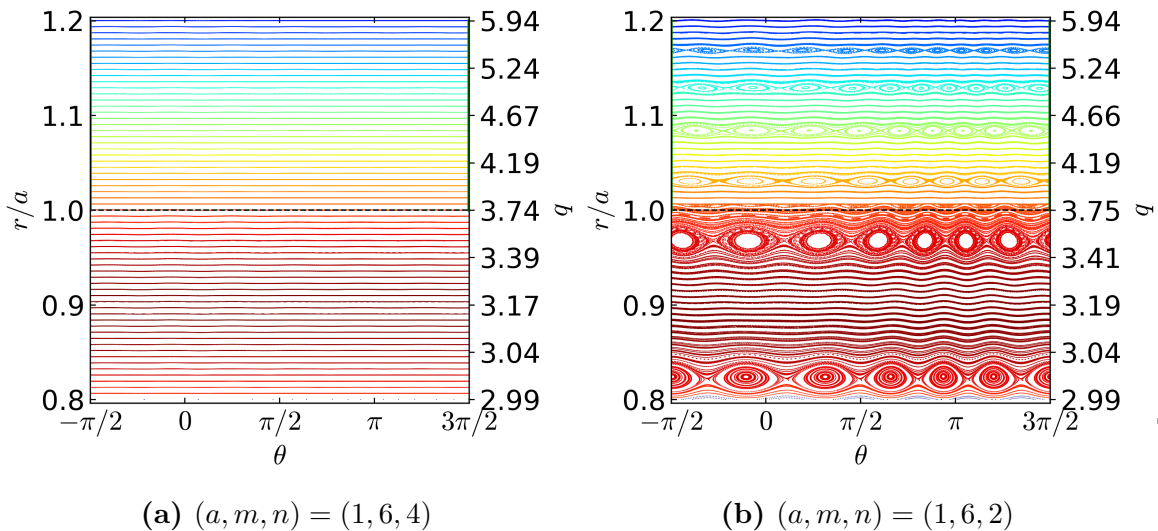 1.2
1.1
1.0
0.9
0.8
r/a
−π/2 0 π/2 π 3π/2
θ
5.94
5.24
4.67
4.19
3.74
3.39
3.17
3.04
2.99
q
(a) (a, m, n) = (1, 6, 4)
1.2
1.1
1.0
0.9
0.8
r/a
−π/2 0 π/2 π 3π/2
θ
5.94
5.24
4.66
4.19
3.75
3.41
3.19
3.04
2.99
q
(b) (a, m, n) = (1, 6, 2)